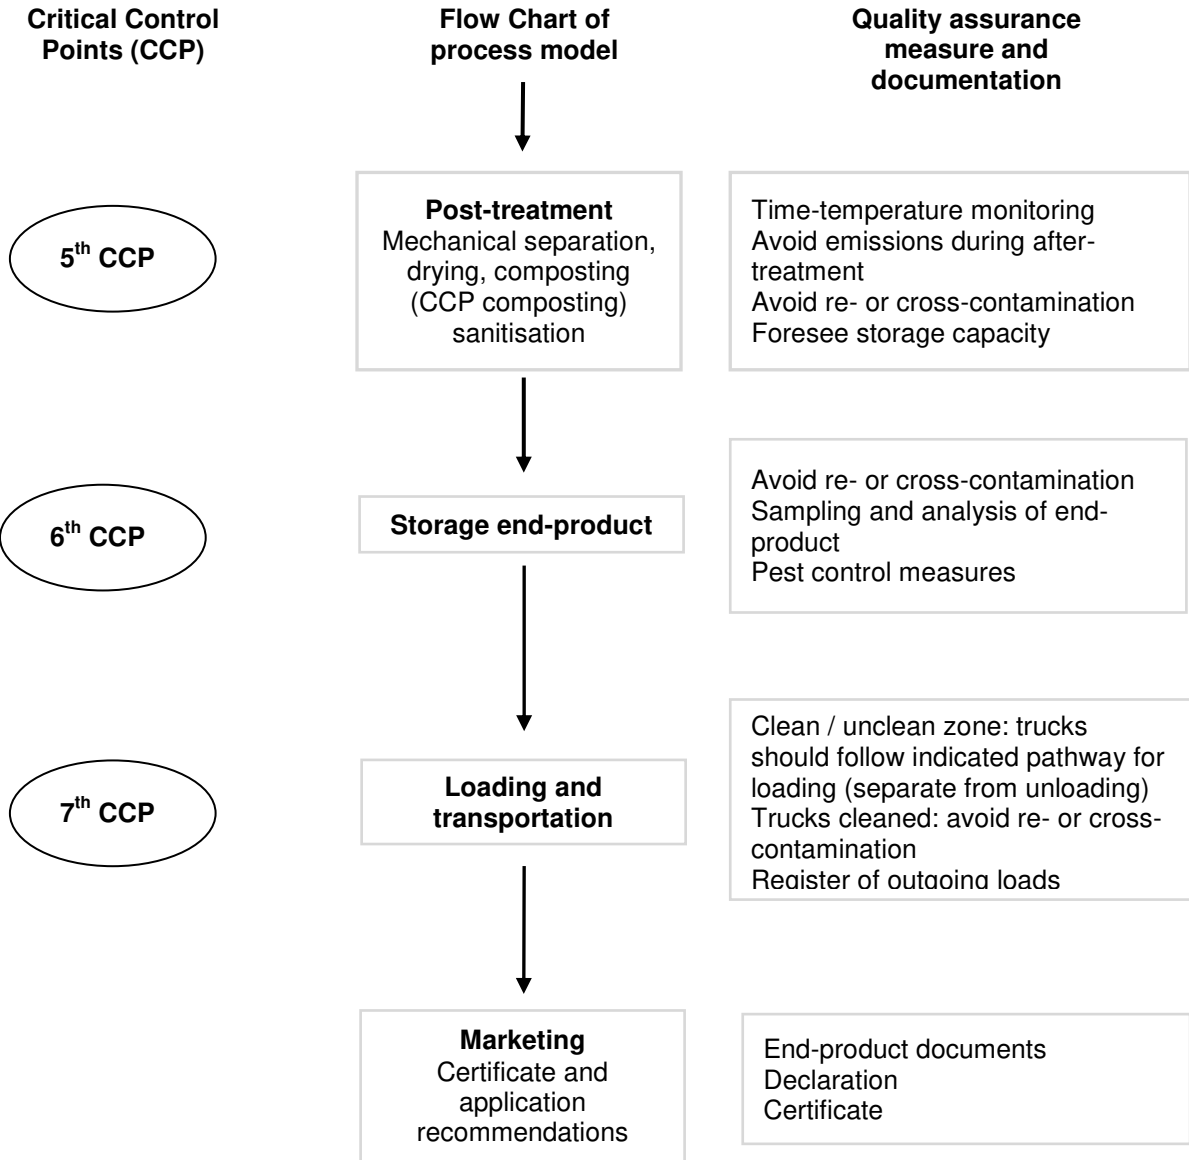 Critical Control
Points (CCP)
Flow Chart of
process model
Quality assurance
measure and
documentation
5th CCP
Post-treatment
Mechanical separation,
drying, composting
(CCP composting)
sanitisation
Time-temperature monitoring
Avoid emissions during after-
treatment
Avoid re- or cross-contamination
Foresee storage capacity
6th CCP
Storage end-product
Avoid re- or cross-contamination
Sampling and analysis of end-
product
Pest control measures
7th CCP
Loading and
transportation
Clean / unclean zone: trucks
should follow indicated pathway for
loading (separate from unloading)
Trucks cleaned: avoid re- or cross-
contamination
Register of outgoing loads
Marketing
Certificate and
application
recommendations
End-product documents
Declaration
Certificate